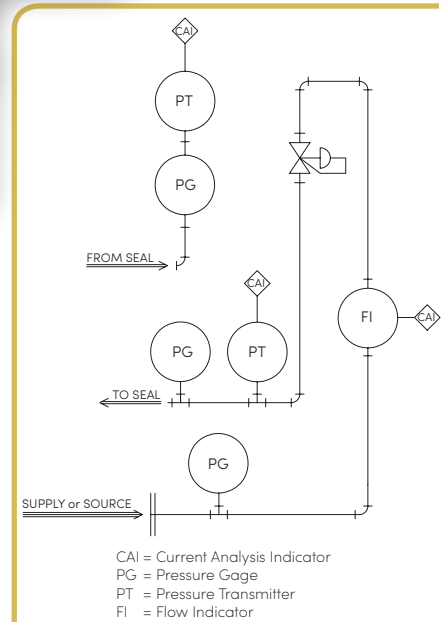 CAI
PT
PG
FROM SEAL
CAI
PG
PT
FI
CAI
TO SEAL
PG
SUPPLY or SOURCE
CAI = Current Analysis Indicator
PG = Pressure Gage
PT = Pressure Transmitter
FI = Flow Indicator